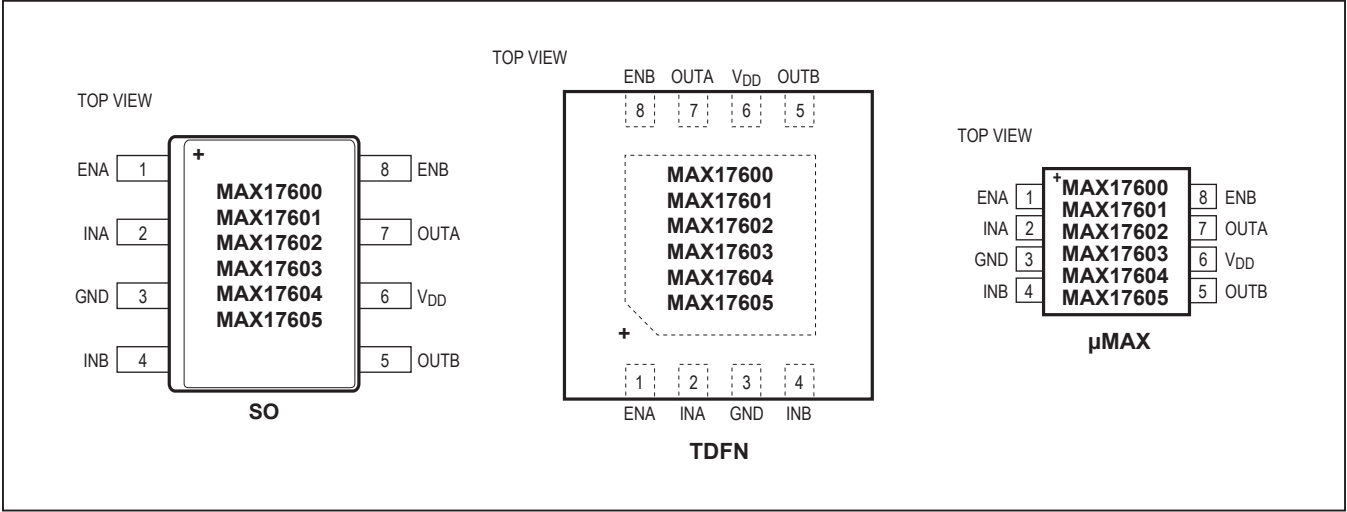 TOP VIEW
ENA 1
INA 2
GND 3
INB 4
+
MAX17600
MAX17601
MAX17602
MAX17603
MAX17604
MAX17605
8 ENB
7 OUTA
6 VDD
5 OUTB
SO
TOP VIEW
ENB OUTA VDD OUTB
8 7 6 5
MAX17600
MAX17601
MAX17602
MAX17603
MAX17604
MAX17605
+
1 2 3 4
ENA INA GND INB
TDFN
TOP VIEW
ENA 1
INA 2
GND 3
INB 4
+
MAX17600
MAX17601
MAX17602
MAX17603
MAX17604
MAX17605
8 ENB
7 OUTA
6 VDD
5 OUTB
µMAX